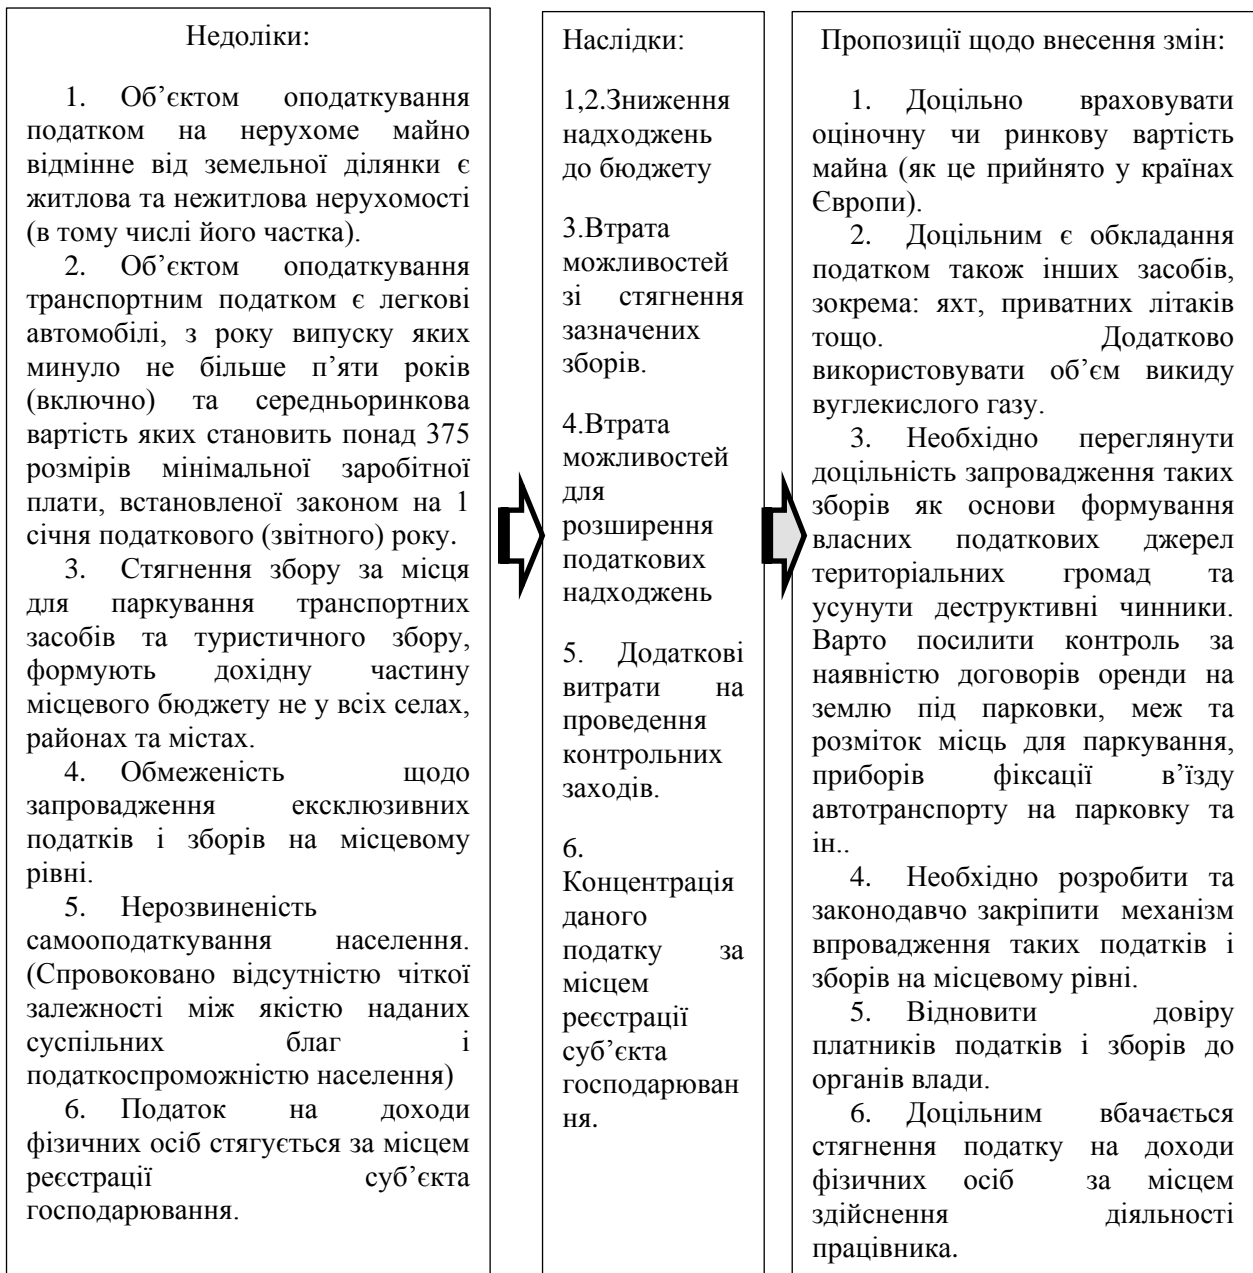 Недоліки:
1. Об’єктом оподаткування
податком на нерухоме майно
відмінне від земельної ділянки є
житлова та нежитлова нерухомості
(в тому числі його частка).
2. Об’єктом оподаткування
транспортним податком є легкові
автомобілі, з року випуску яких
минуло не більше п’яти років
(включно) та середньоринкова
вартість яких становить понад 375
розмірів мінімальної заробітної
плати, встановленої законом на 1
січня податкового (звітного) року.
3. Стягнення збору за місця
для паркування транспортних
засобів та туристичного збору,
формують дохідну частину
місцевого бюджету не у всіх селах,
районах та містах.
4. Обмеженість щодо
запровадження ексклюзивних
податків і зборів на місцевому
рівні.
5. Нерозвиненість
самооподаткування населення.
(Спровоковано відсутністю чіткої
залежності між якістю наданих
суспільних благ і
податкоспроможністю населення)
6. Податок на доходи
фізичних осіб стягується за місцем
реєстрації суб’єкта
господарювання.
Наслідки:
1,2.Зниження
надходжень
до бюджету
3.Втрата
можливостей
зі стягнення
зазначених
зборів.
4.Втрата
можливостей
для
розширення
податкових
надходжень
5. Додаткові
витрати на
проведення
контрольних
заходів.
6.
Концентрація
даного
податку за
місцем
реєстрації
суб’єкта
господарюван
ня.
Пропозиції щодо внесення змін:
1. Доцільно враховувати
оціночну чи ринкову вартість
майна (як це прийнято у країнах
Європи).
2. Доцільним є обкладання
податком також інших засобів,
зокрема: яхт, приватних літаків
тощо. Додатково
використовувати об’єм викиду
вуглекислого газу.
3. Необхідно переглянути
доцільність запровадження таких
зборів як основи формування
власних податкових джерел
територіальних громад та
усунути деструктивні чинники.
Варто посилити контроль за
наявністю договорів оренди на
землю під парковки, меж та
розміток місць для паркування,
приборів фіксації в’їзду
автотранспорту на парковку та
ін..
4. Необхідно розробити та
законодавчо закріпити механізм
впровадження таких податків і
зборів на місцевому рівні.
5. Відновити довіру
платників податків і зборів до
органів влади.
6. Доцільним вбачається
стягнення податку на доходи
фізичних осіб за місцем
здійснення діяльності
працівника.